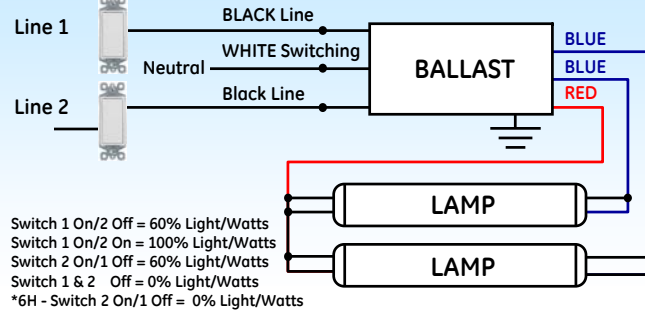 Line 1
BLACK Line
WHITE Switching
Neutral
Line 2
Black Line
BALLAST
BLUE
BLUE
RED
LAMP
LAMP
Switch 1 On/2 Off = 60% Light/Watts
Switch 1 On/2 On = 100% Light/Watts
Switch 2 On/1 Off = 60% Light/Watts
Switch 1 & 2 Off = 0% Light/Watts
*6H - Switch 2 On/1 Off = 0% Light/Watts